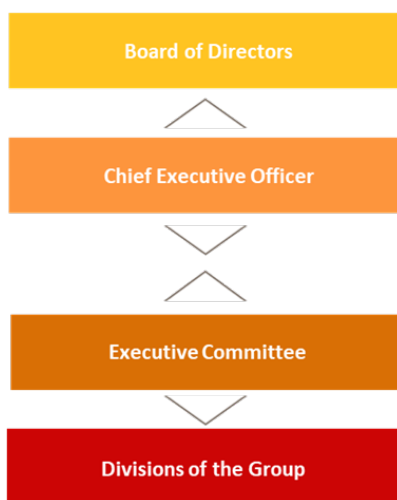 Board of Directors
Chief Executive Officer
Executive Committee
Divisions of the Group